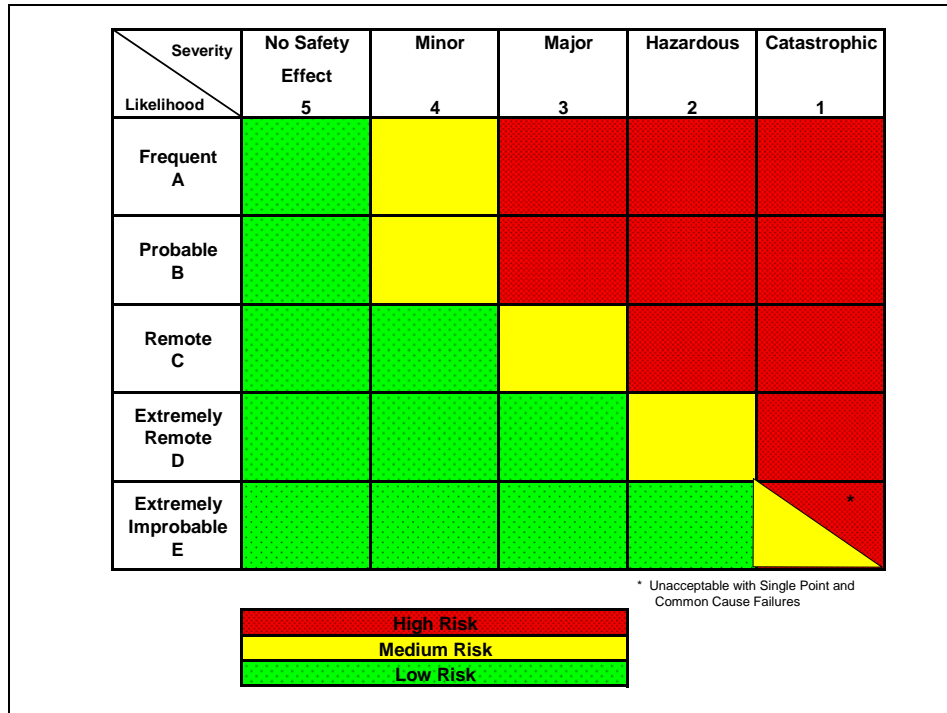 Severity
Likelihood
No Safety
Effect
5
Minor
4
Major
3
Hazardous
2
Catastrophic
1
Frequent
A
Probable
B
Remote
C
Extremely
Remote
D
Extremely
Improbable
E
*
* Unacceptable with Single Point and
Common Cause Failures
High Risk
Medium Risk
Low Risk